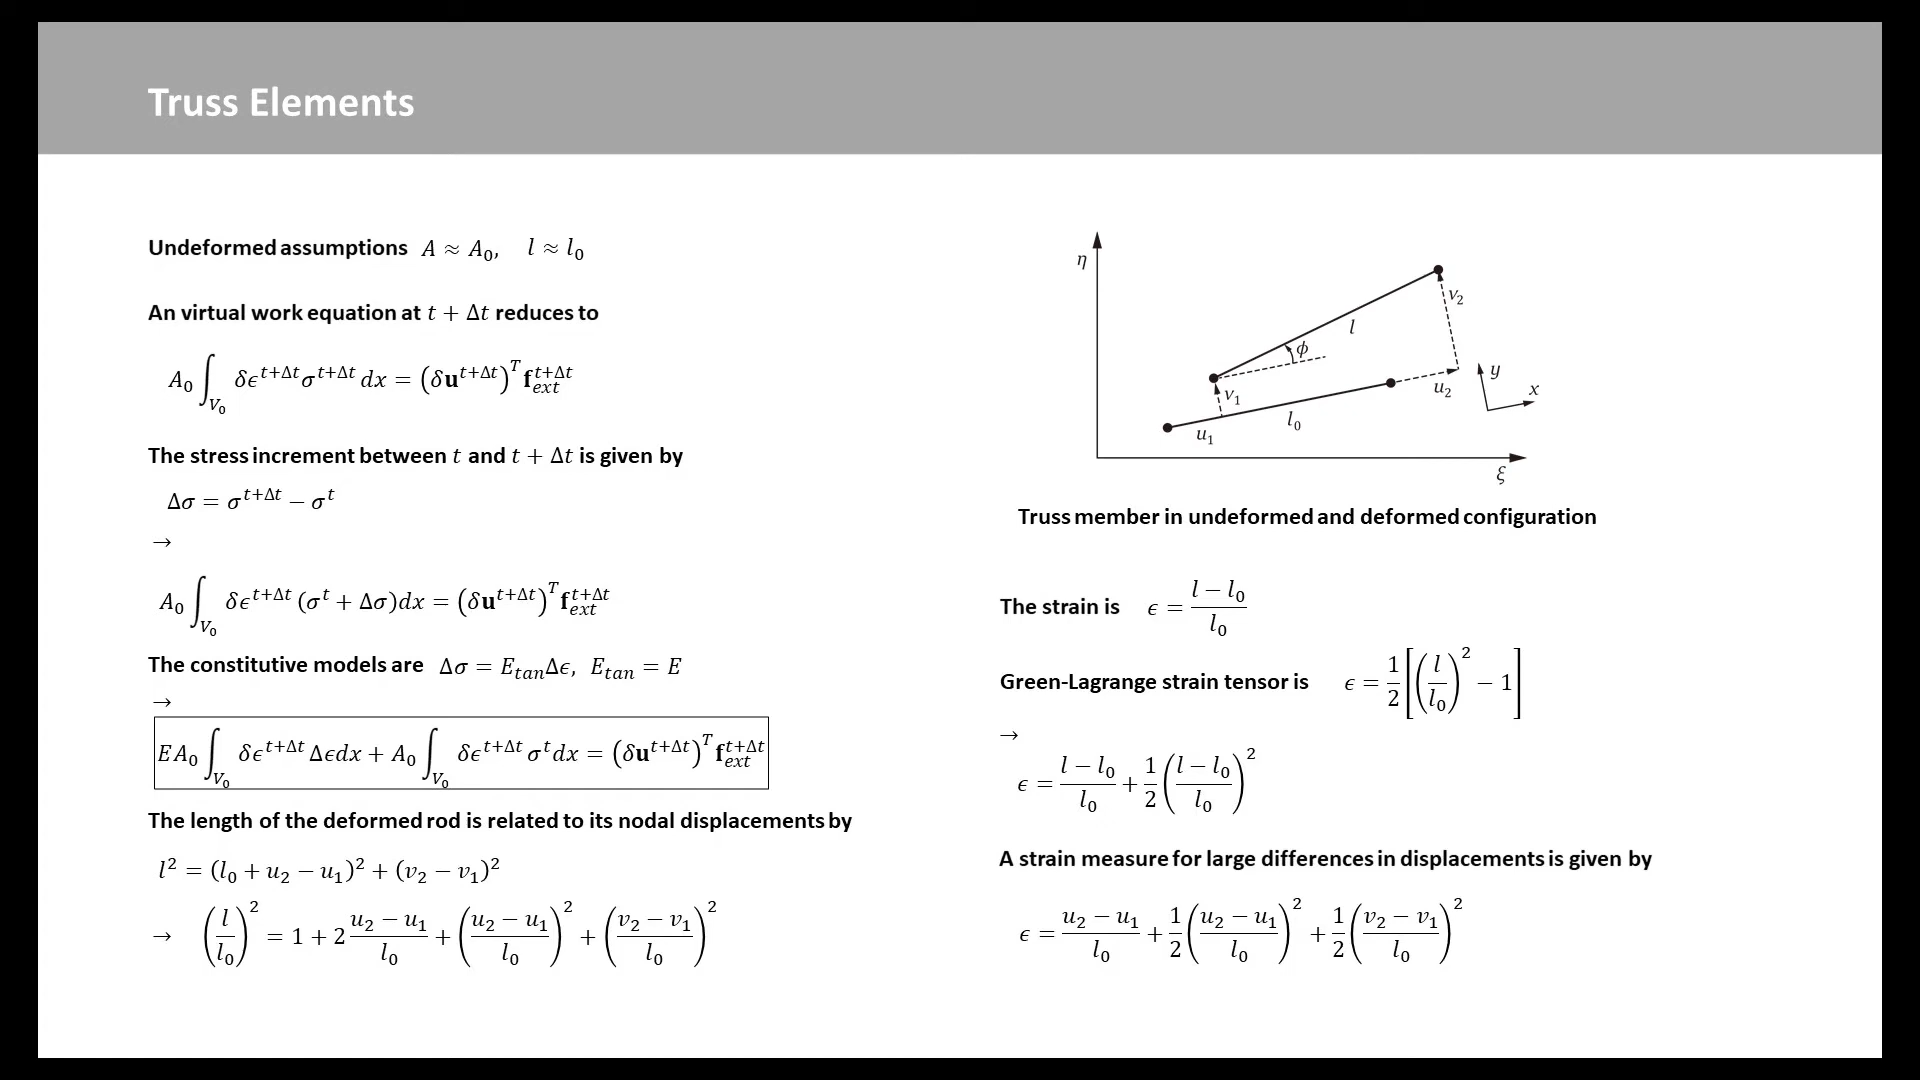 Truss Elements
Undeformed assumptions A ≈ A₀, l ≈ l₀
An virtual work equation at t + Δt reduces to
A₀ ∫_{V₀} δϵ^{t+Δt} σ^{t+Δt} dx = (δ𝐮^{t+Δt})^T 𝐟_{ext}^{t+Δt}
The stress increment between t and t + Δt is given by
Δσ = σ^{t+Δt} − σ^t
→
A₀ ∫_{V₀} δϵ^{t+Δt} (σ^t + Δσ)dx = (δ𝐮^{t+Δt})^T 𝐟_{ext}^{t+Δt}
The constitutive models are Δσ = E_{tan}Δϵ, E_{tan} = E
→
EA₀ ∫_{V₀} δϵ^{t+Δt} Δϵdx + A₀ ∫_{V₀} δϵ^{t+Δt} σ^t dx = (δ𝐮^{t+Δt})^T 𝐟_{ext}^{t+Δt}
The length of the deformed rod is related to its nodal displacements by
l² = (l₀ + u₂ − u₁)² + (v₂ − v₁)²
→ (l/l₀)² = 1 + 2 (u₂ − u₁)/l₀ + ((u₂ − u₁)/l₀)² + ((v₂ − v₁)/l₀)²
η
v₂
l
ϕ
y
x
u₂
v₁
l₀
u₁
ξ
Truss member in undeformed and deformed configuration
The strain is ϵ = (l − l₀)/l₀
Green-Lagrange strain tensor is ϵ = 1/2 [(l/l₀)² − 1]
→
ϵ = (l − l₀)/l₀ + 1/2 ((l − l₀)/l₀)²
A strain measure for large differences in displacements is given by
ϵ = (u₂ − u₁)/l₀ + 1/2 ((u₂ − u₁)/l₀)² + 1/2 ((v₂ − v₁)/l₀)²